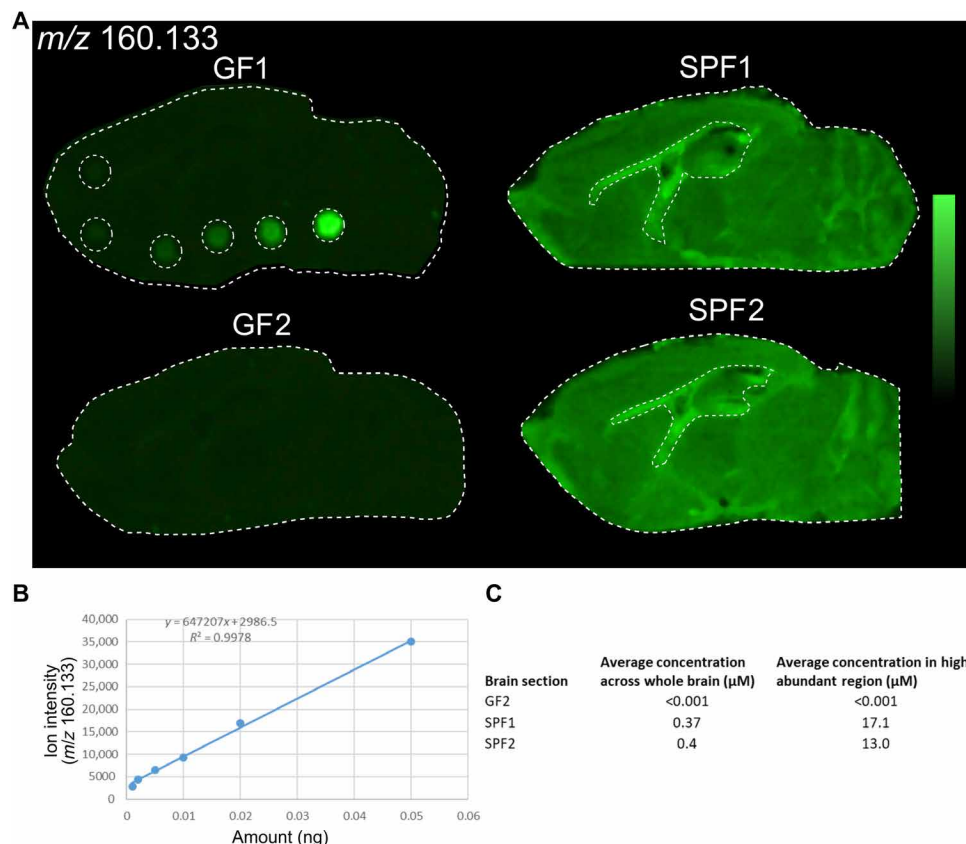 A
m/z 160.133
GF1
SPF1
GF2
SPF2
B
C
40,000
35,000
30,000
25,000
20,000
15,000
10,000
5000
0
y = 647207x + 2986.5
R² = 0.9978
Ion intensity
(m/z 160.133)
0 0.01 0.02 0.03 0.04 0.05 0.06
Amount (ng)
Brain section Average concentration across whole brain (µM) Average concentration in high abundant region (µM)
GF2 <0.001 <0.001
SPF1 0.37 17.1
SPF2 0.4 13.0